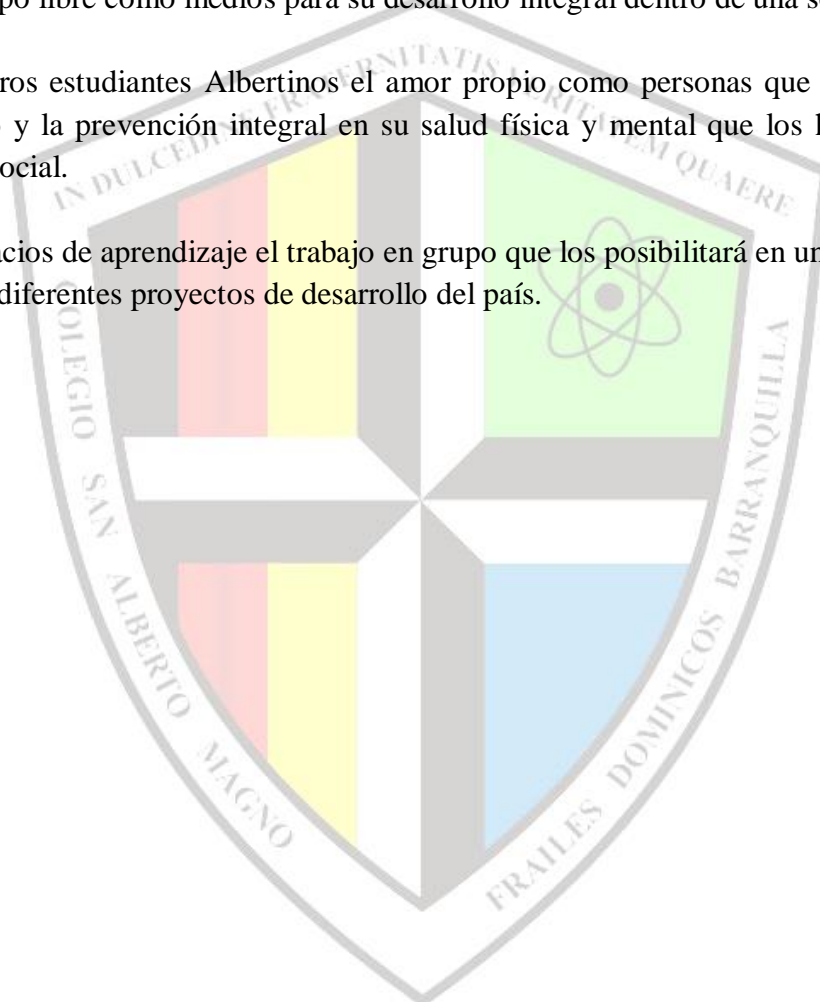 po libre como medios para su desarrollo integral dentro de una s
ros estudiantes Albertinos el amor propio como personas que
y la prevención integral en su salud física y mental que los
ocial.
acios de aprendizaje el trabajo en grupo que los posibilitará en un
diferentes proyectos de desarrollo del país.
IN DULCEDINE FRATERNITATIS VERITATEM QUAERE
COLEGIO SAN ALBERTO MAGNO
FRAILES DOMINICOS BARRANQUILLA